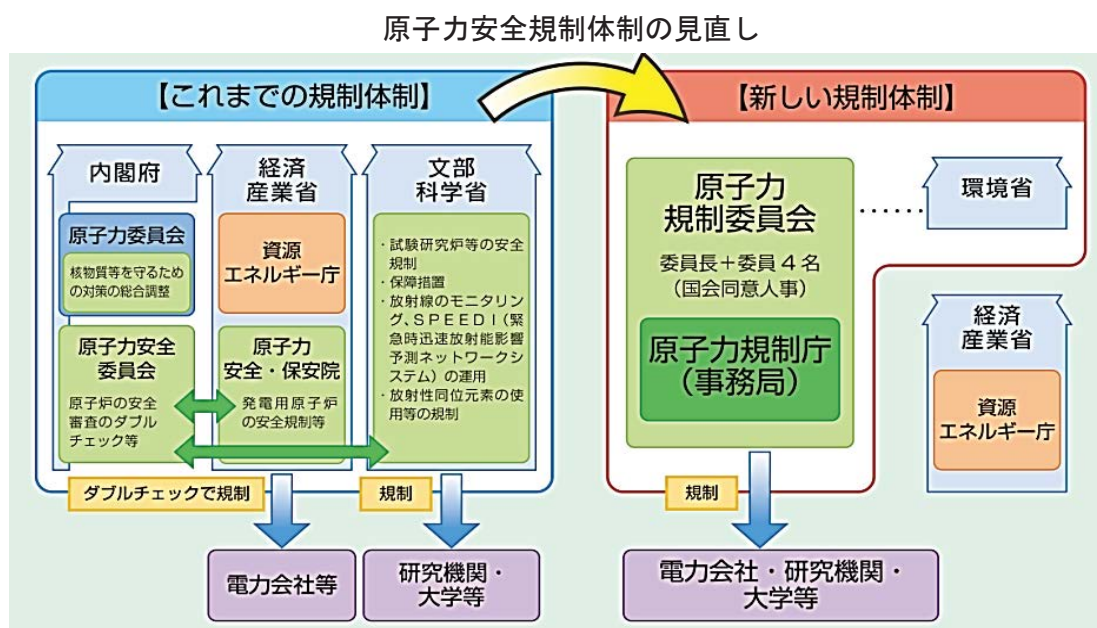 原子力安全規制体制の見直し
【これまでの規制体制】
内閣府
原子力委員会
核物質等を守るため
の対策の総合調整
原子力安全
委員会
原子炉の安全
審査のダブル
チェック等
経済
産業省
資源
エネルギー庁
原子力
安全・保安院
発電用原子炉
の安全規制等
文部
科学省
・試験研究炉等の安全
規制
・保障措置
・放射線のモニタリン
グ、ＳＰＥＥＤＩ（緊
急時迅速放射能影響
予測ネットワークシ
ステム）の運用
・放射性同位元素の使
用等の規制
ダブルチェックで規制
規制
電力会社等
研究機関・
大学等
【新しい規制体制】
原子力
規制委員会
委員長＋委員４名
（国会同意人事）
原子力規制庁
（事務局）
……
環境省
経済
産業省
資源
エネルギー庁
規制
電力会社・研究機関・
大学等